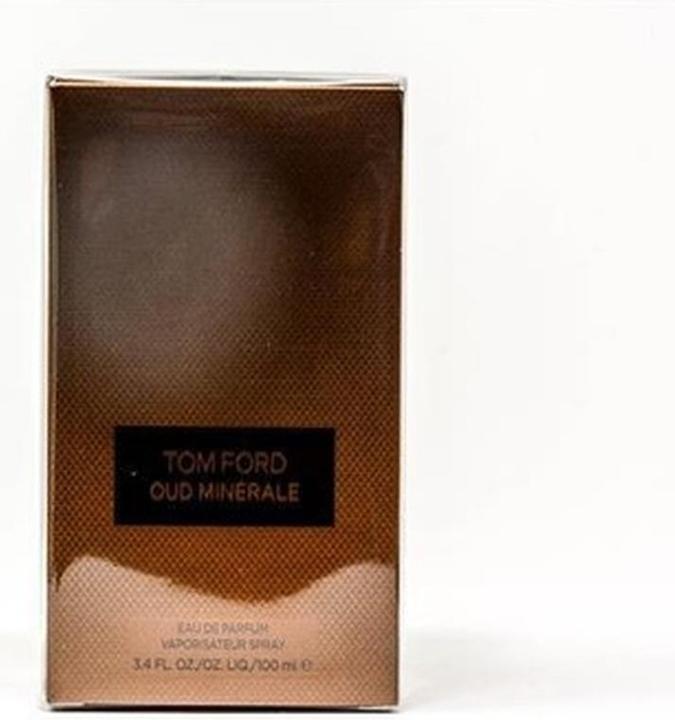 TOM FORD
OUD MINÉRALE
EAU DE PARFUM
VAPORISATEUR SPRAY
3.4 FL. OZ./OZ. LIQ./100 ml ℮